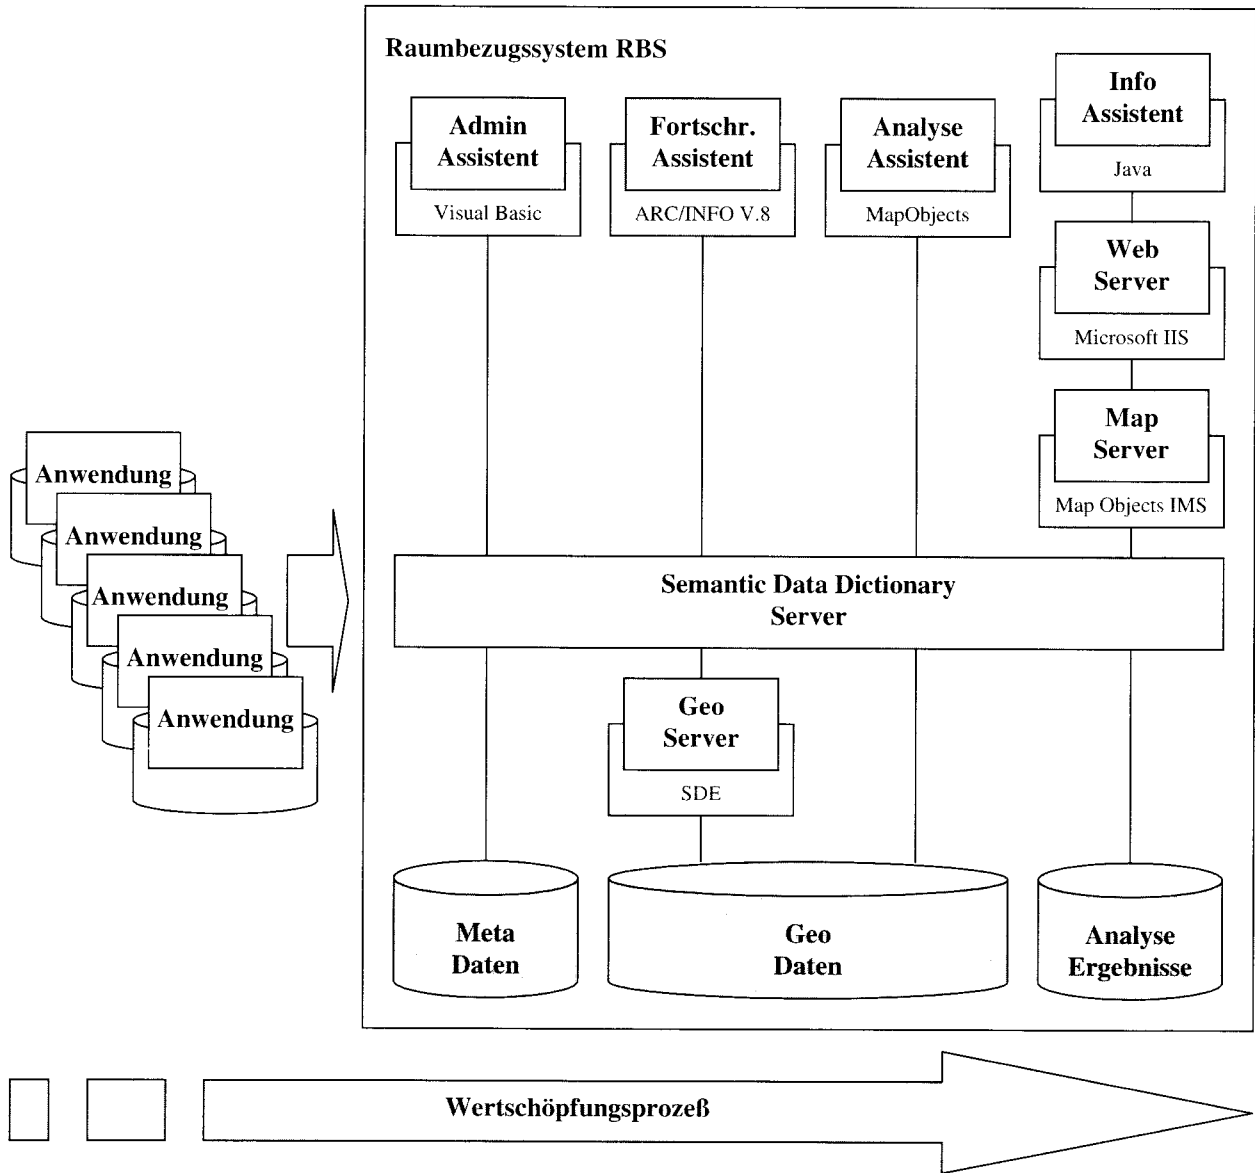 Raumbezugssystem RBS
Admin
Assistent
Visual Basic
Fortschr.
Assistent
ARC/INFO V.8
Analyse
Assistent
MapObjects
Info
Assistent
Java
Web
Server
Microsoft IIS
Map
Server
Map Objects IMS
Anwendung
Anwendung
Anwendung
Anwendung
Anwendung
Semantic Data Dictionary
Server
Geo
Server
SDE
Meta
Daten
Geo
Daten
Analyse
Ergebnisse
Wertschöpfungsprozeß